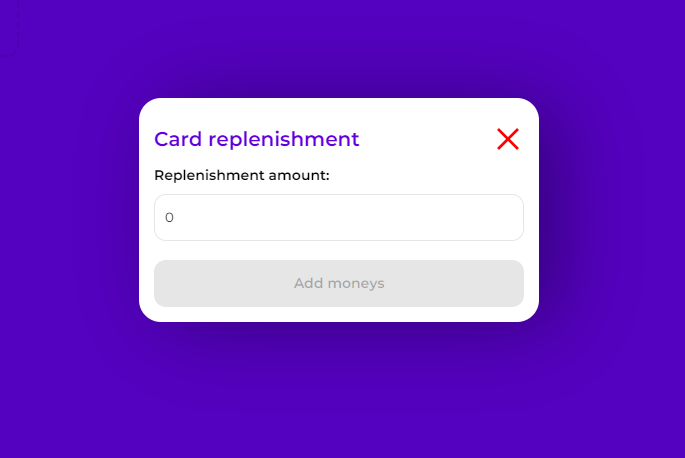 Card replenishment
Replenishment amount:
0
Add moneys